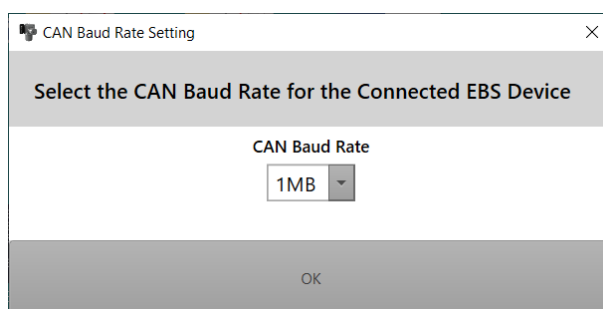 CAN Baud Rate Setting
Select the CAN Baud Rate for the Connected EBS Device
CAN Baud Rate
1MB
OK